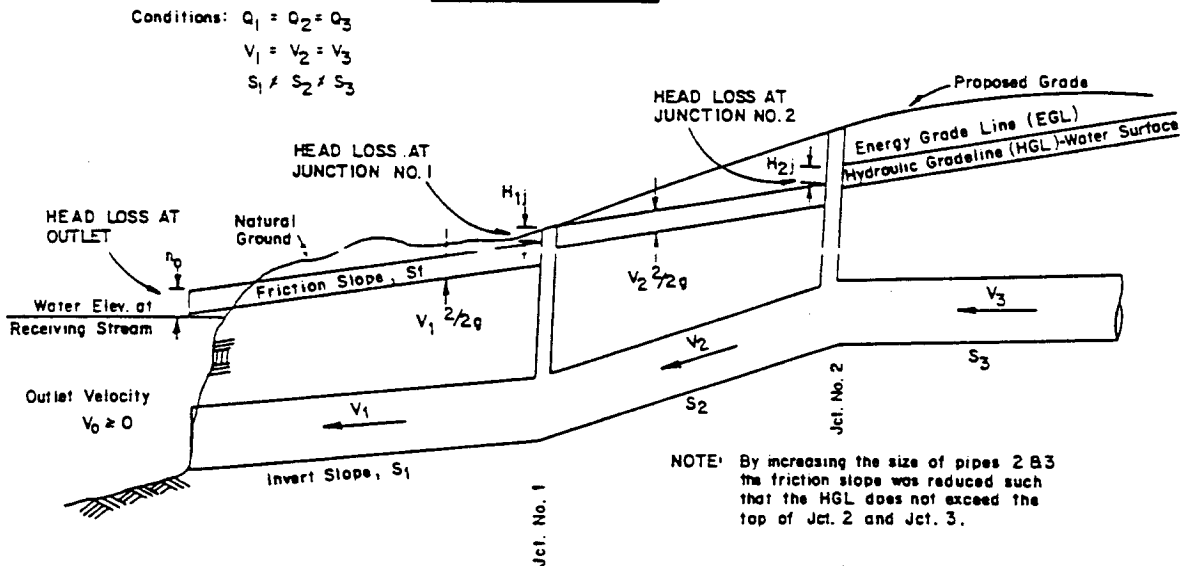 Conditions: Q₁ = Q₂ = Q₃
V₁ = V₂ = V₃
S₁ ≠ S₂ ≠ S₃
Proposed Grade
HEAD LOSS AT
JUNCTION NO. 2
Energy Grade Line (EGL)
Hydraulic Gradeline (HGL)-Water Surface
H₂j
HEAD LOSS AT
JUNCTION NO. 1
H₁j
HEAD LOSS AT
OUTLET
Natural
Ground
Friction Slope, Sf
V₂²/2g
V₁²/2g
Water Elev. at
Receiving Stream
V₃
V₂
S₃
S₂
Outlet Velocity
V₀ ≥ 0
V₁
Invert Slope, S₁
Jct. No. 1
Jct. No. 2
NOTE: By increasing the size of pipes 2 & 3
the friction slope was reduced such
that the HGL does not exceed the
top of Jct. 2 and Jct. 3.